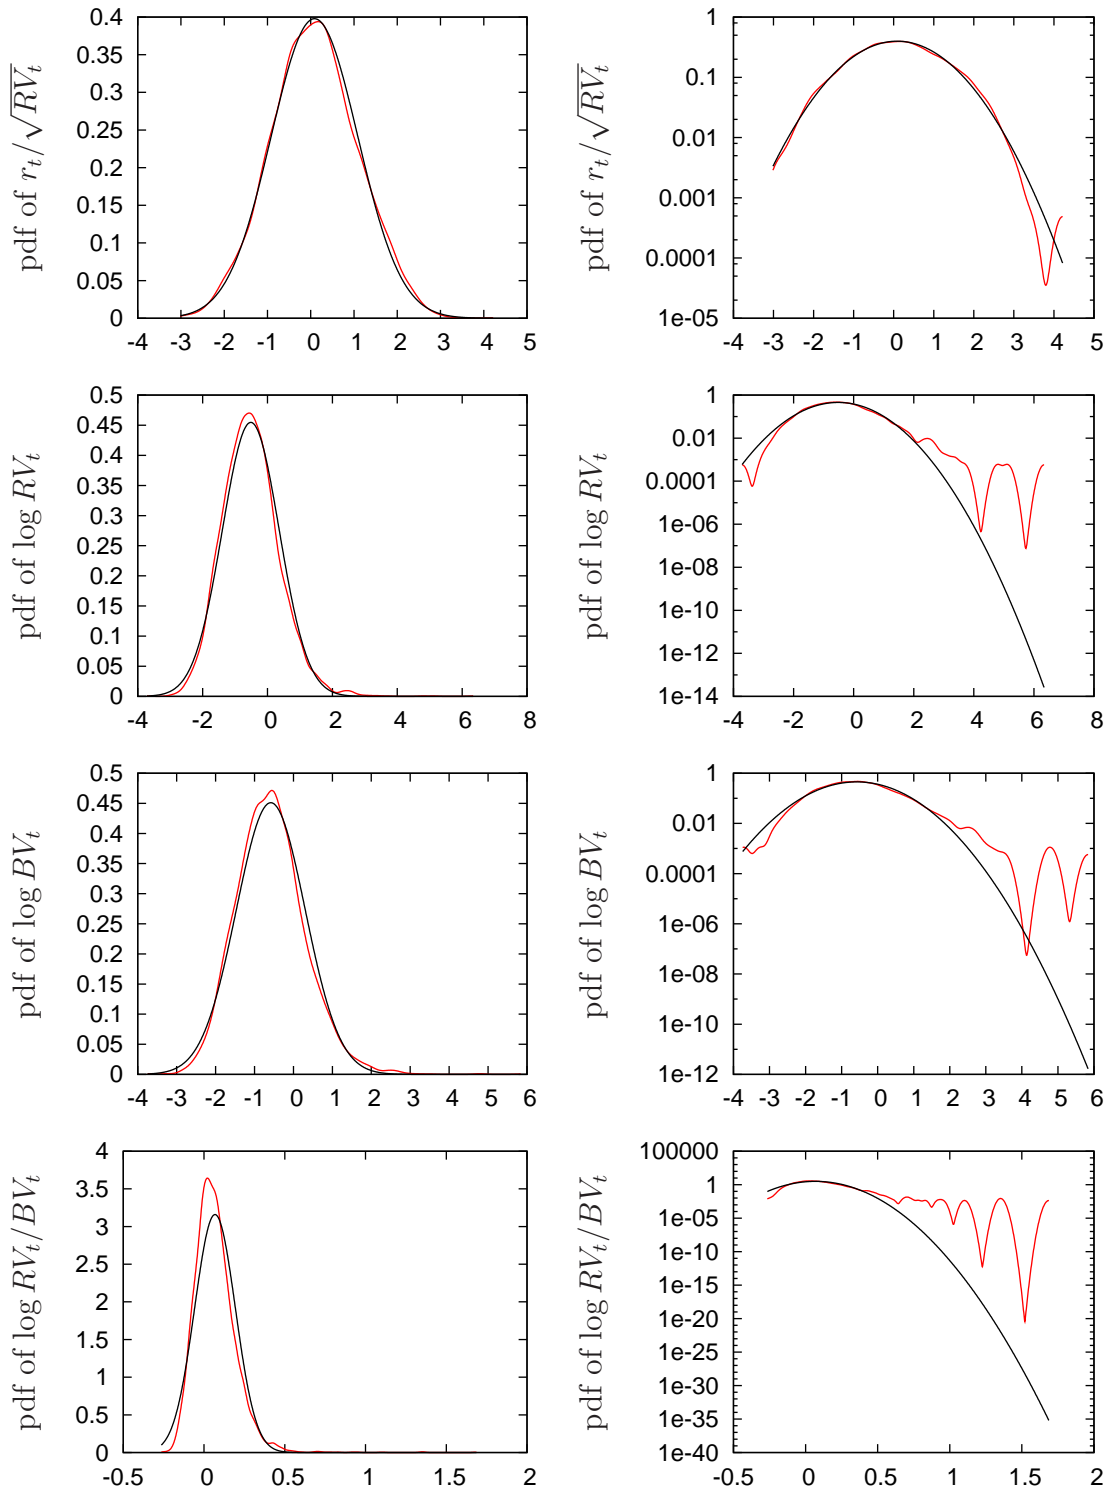 pdf of r_t/√RV_t
0.4
0.35
0.3
0.25
0.2
0.15
0.1
0.05
0
-4 -3 -2 -1 0 1 2 3 4 5
pdf of r_t/√RV_t
1
0.1
0.01
0.001
0.0001
1e-05
-4 -3 -2 -1 0 1 2 3 4 5
pdf of log RV_t
0.5
0.45
0.4
0.35
0.3
0.25
0.2
0.15
0.1
0.05
0
-4 -2 0 2 4 6 8
pdf of log RV_t
1
0.01
0.0001
1e-06
1e-08
1e-10
1e-12
1e-14
-4 -2 0 2 4 6 8
pdf of log BV_t
0.5
0.45
0.4
0.35
0.3
0.25
0.2
0.15
0.1
0.05
0
-4 -3 -2 -1 0 1 2 3 4 5 6
pdf of log BV_t
1
0.01
0.0001
1e-06
1e-08
1e-10
1e-12
-4 -3 -2 -1 0 1 2 3 4 5 6
pdf of log RV_t/BV_t
4
3.5
3
2.5
2
1.5
1
0.5
0
-0.5 0 0.5 1 1.5 2
pdf of log RV_t/BV_t
100000
1
1e-05
1e-10
1e-15
1e-20
1e-25
1e-30
1e-35
1e-40
-0.5 0 0.5 1 1.5 2